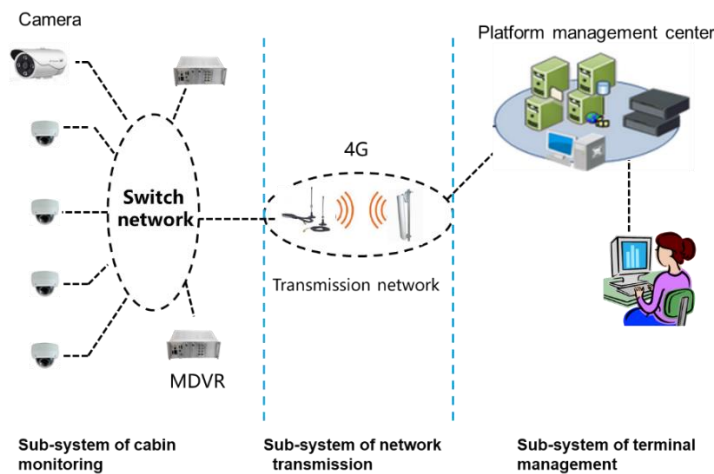 Camera
Platform management center
4G
Switch
network
Transmission network
MDVR
Sub-system of cabin
monitoring
Sub-system of network
transmission
Sub-system of terminal
management